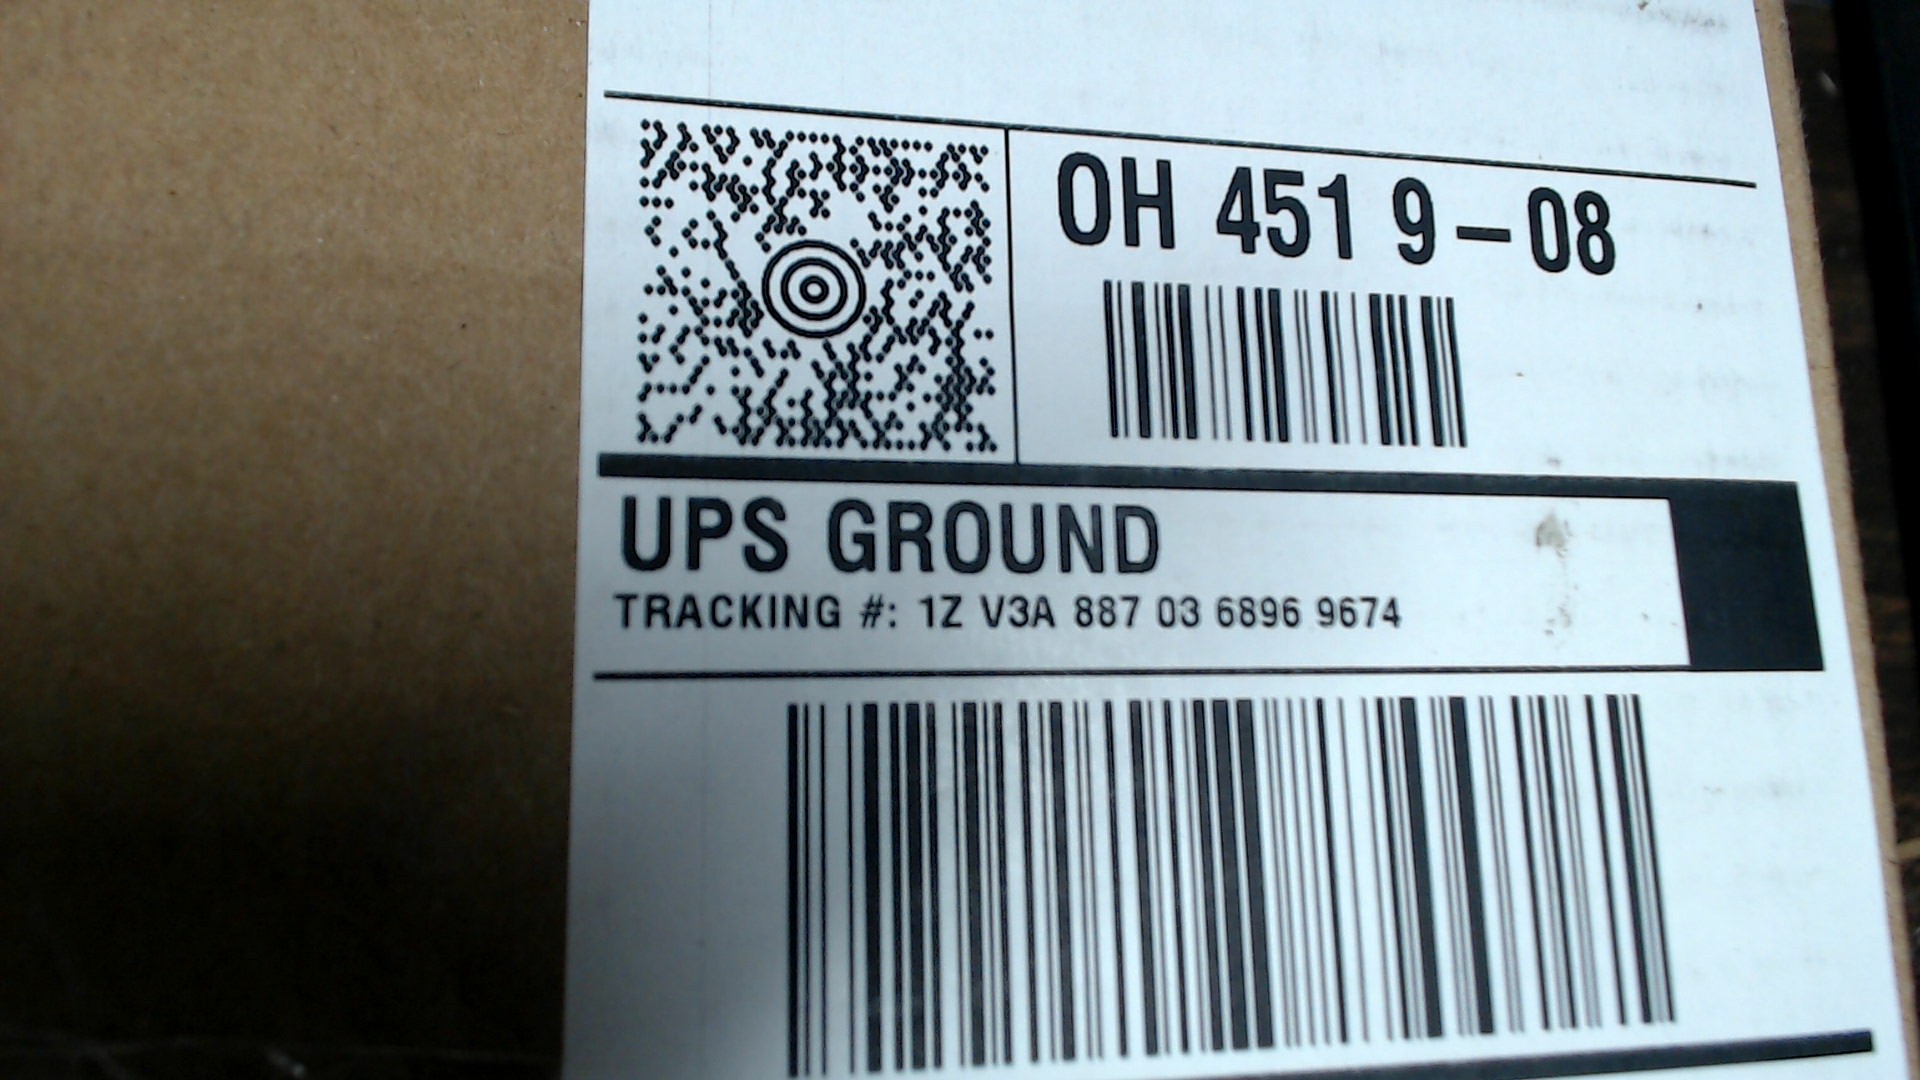 OH 451 9-08
UPS GROUND
TRACKING #: 1Z V3A 887 03 6896 9674